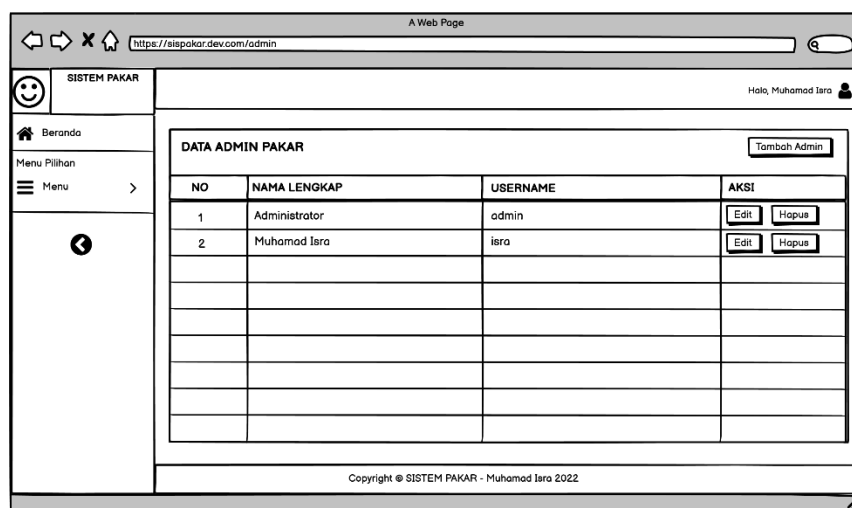 A Web Page
https://sispakar.dev.com/admin
SISTEM PAKAR
Halo, Muhamad Isra
Beranda
Menu Pilihan
Menu
DATA ADMIN PAKAR
Tambah Admin
NO NAMA LENGKAP USERNAME AKSI
1 Administrator admin Edit Hapus
2 Muhamad Isra isra Edit Hapus
Copyright © SISTEM PAKAR - Muhamad Isra 2022